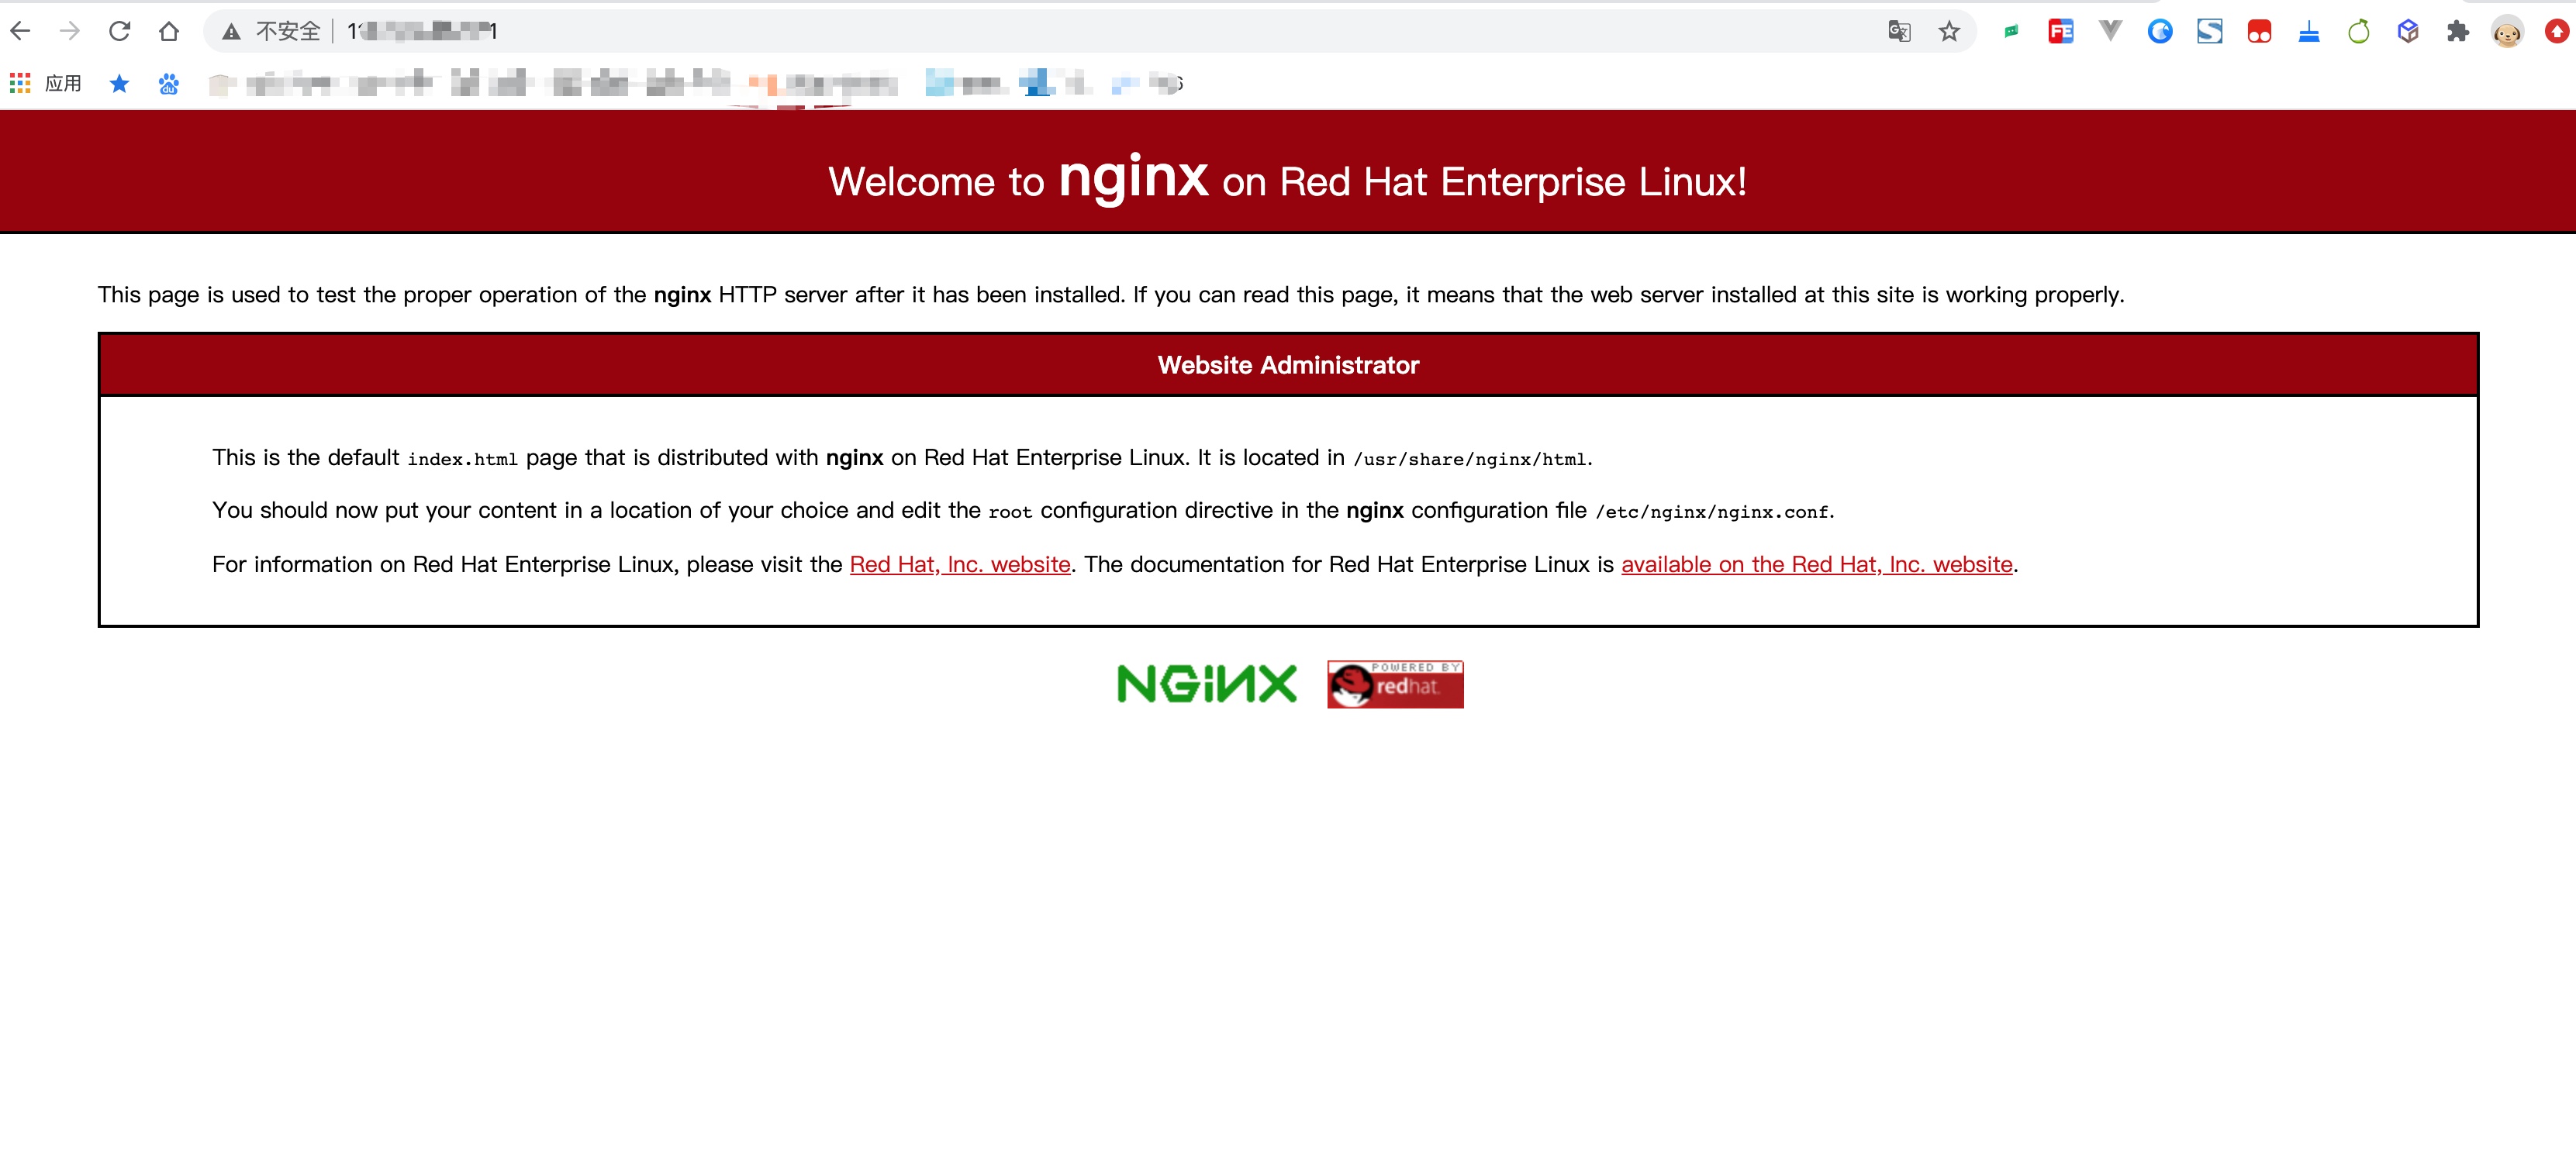 不安全
应用
Welcome to nginx on Red Hat Enterprise Linux!
This page is used to test the proper operation of the nginx HTTP server after it has been installed. If you can read this page, it means that the web server installed at this site is working properly.
Website Administrator
This is the default index.html page that is distributed with nginx on Red Hat Enterprise Linux. It is located in /usr/share/nginx/html.
You should now put your content in a location of your choice and edit the root configuration directive in the nginx configuration file /etc/nginx/nginx.conf.
For information on Red Hat Enterprise Linux, please visit the Red Hat, Inc. website. The documentation for Red Hat Enterprise Linux is available on the Red Hat, Inc. website.
NGINX
POWERED BY
redhat.